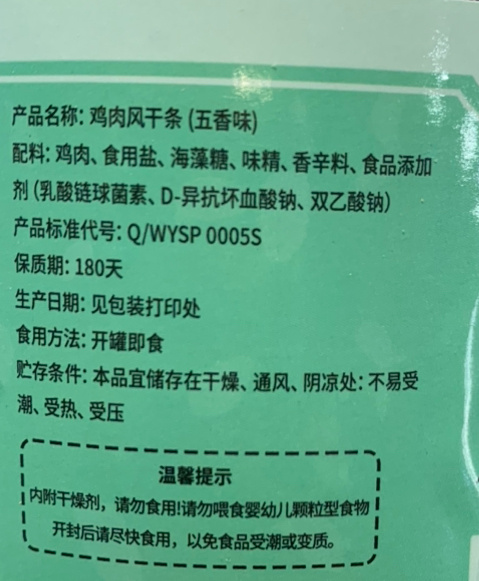 产品名称: 鸡肉风干条 (五香味)
配料: 鸡肉、食用盐、海藻糖、味精、香辛料、食品添加
剂 (乳酸链球菌素、D-异抗坏血酸钠、双乙酸钠)
产品标准代号: Q/WYSP 0005S
保质期: 180天
生产日期: 见包装打印处
食用方法: 开罐即食
贮存条件: 本品宜储存在干燥、通风、阴凉处: 不易受
潮、受热、受压
温馨提示
内附干燥剂，请勿食用!请勿喂食婴幼儿颗粒型食物
开封后请尽快食用，以免食品受潮或变质。